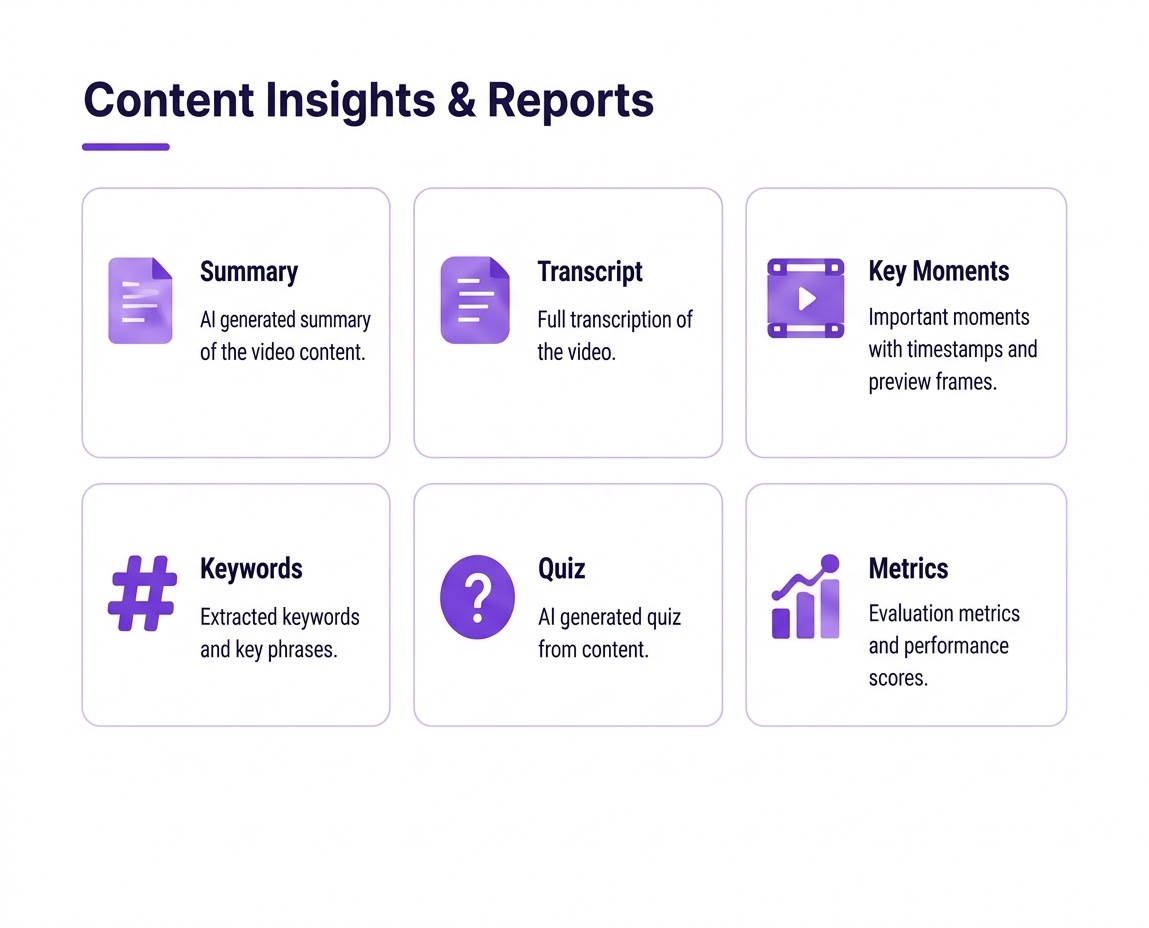 Content Insights & Reports
Summary
AI generated summary
of the video content.
Transcript
Full transcription of
the video.
Key Moments
Important moments
with timestamps and
preview frames.
#
Keywords
Extracted keywords
and key phrases.
?
Quiz
AI generated quiz
from content.
Metrics
Evaluation metrics
and performance
scores.